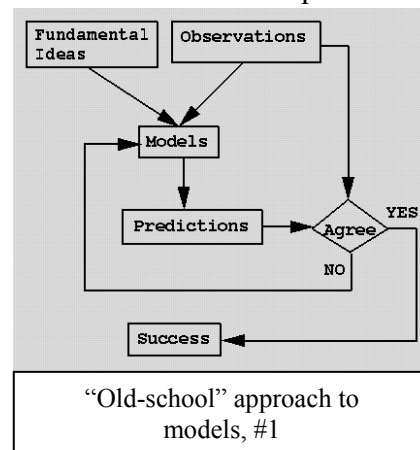 Fundamental Ideas
Observations
Models
Predictions
Agree
YES
NO
Success
“Old-school” approach to
models, #1